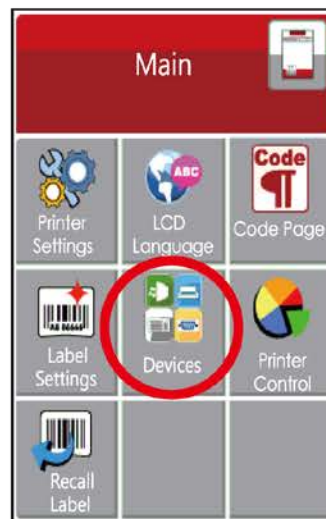 Main
Printer
Settings
ABC
LCD
Language
Code
Code Page
Label
Settings
Devices
Printer
Control
Recall
Label